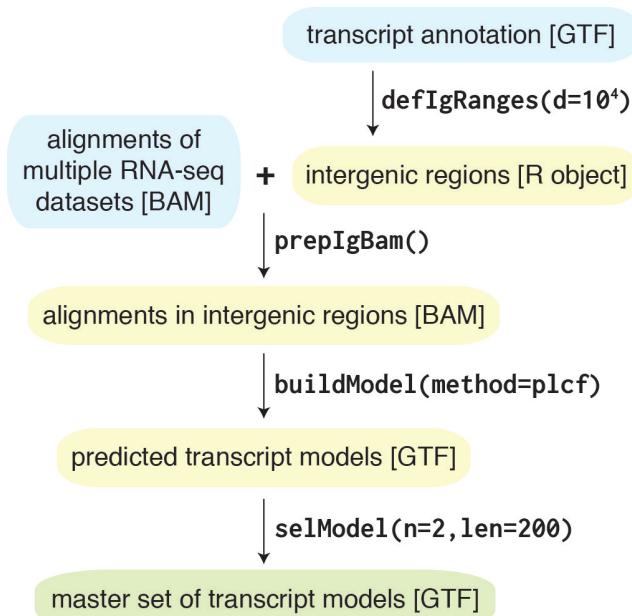 transcript annotation [GTF]
defIgRanges(d=10⁴)
alignments of
multiple RNA-seq
datasets [BAM]
+
intergenic regions [R object]
prepIgBam()
alignments in intergenic regions [BAM]
buildModel(method=plcf)
predicted transcript models [GTF]
selModel(n=2,len=200)
master set of transcript models [GTF]